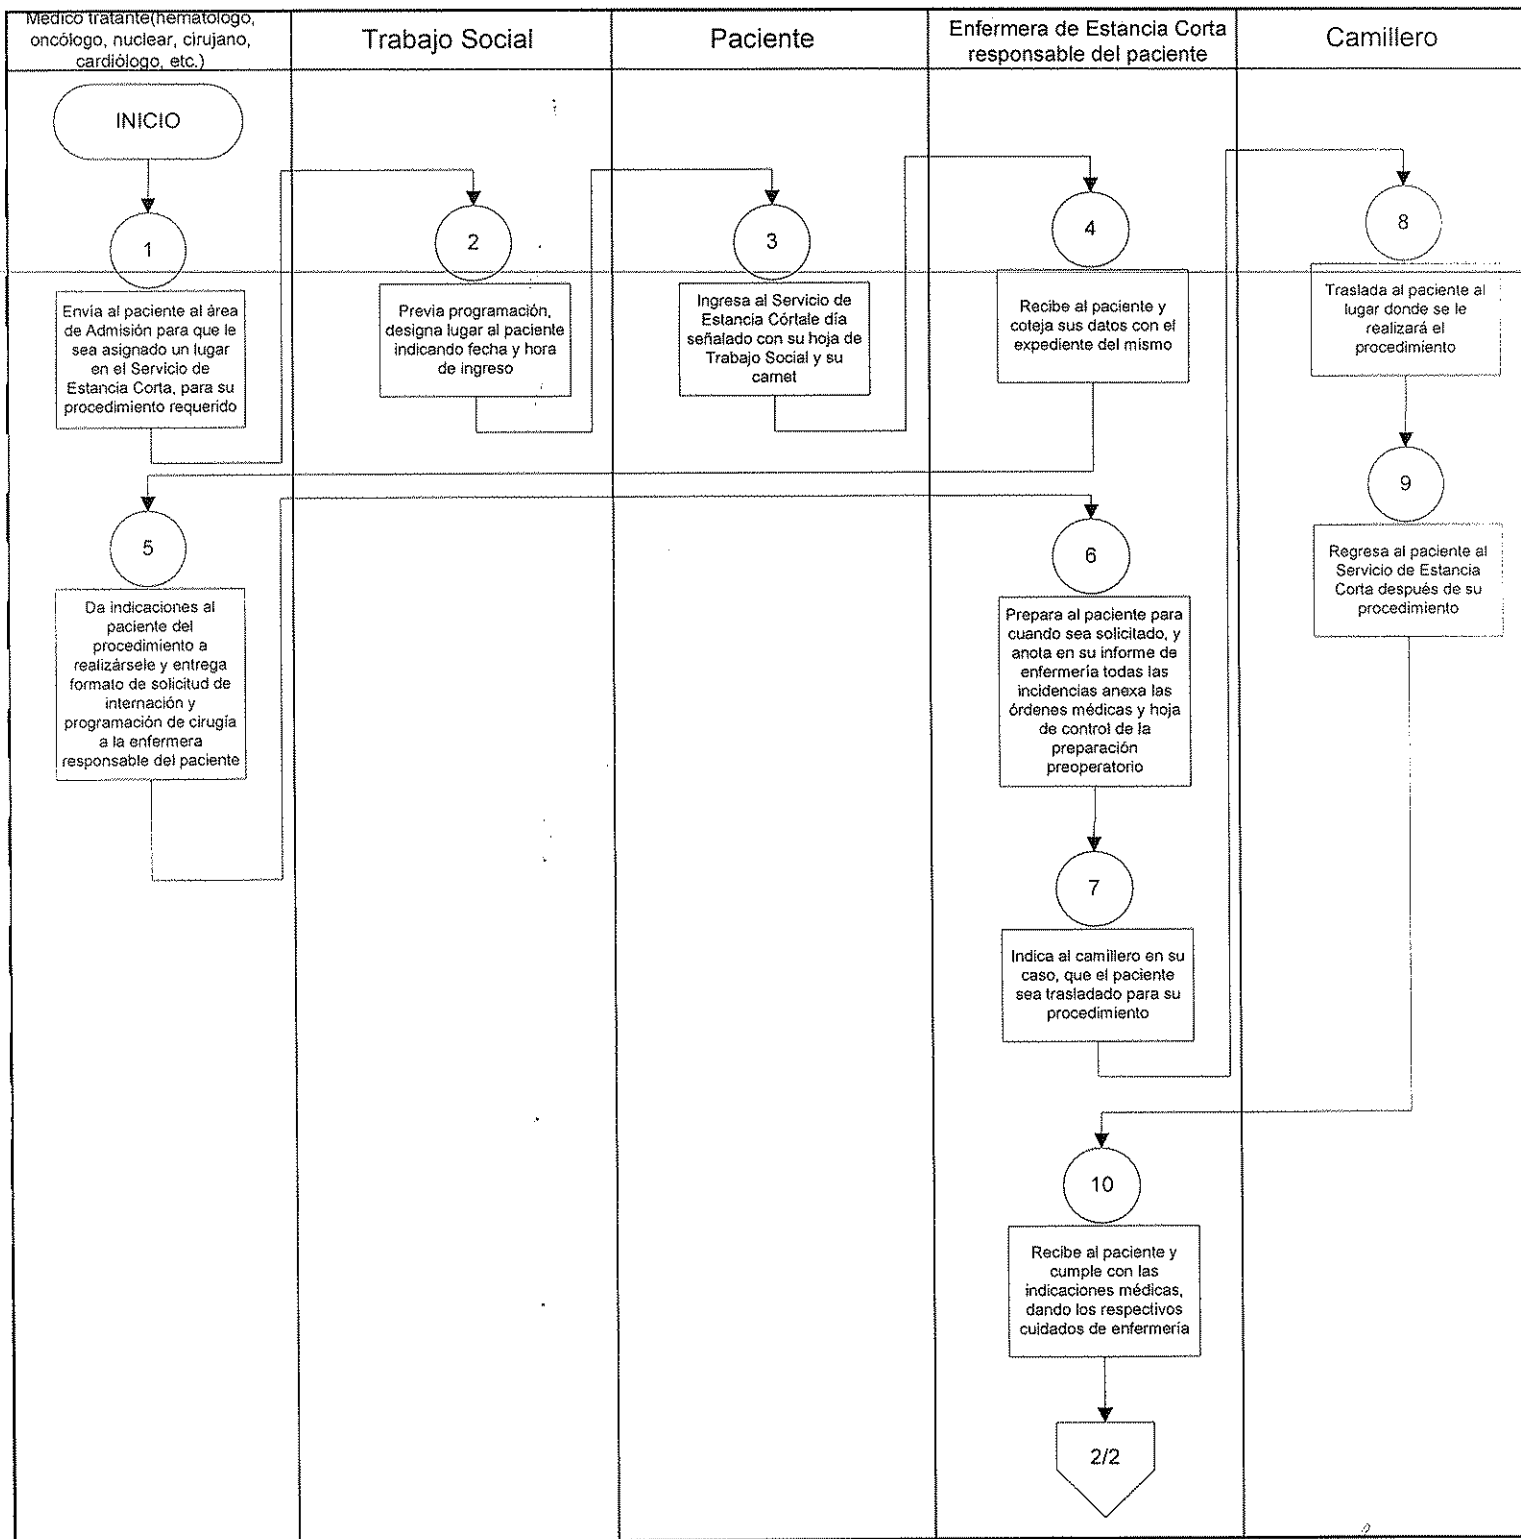 Médico tratante(hematólogo,
oncólogo, nuclear, cirujano,
cardiólogo, etc.)
Trabajo Social
Paciente
Enfermera de Estancia Corta
responsable del paciente
Camillero
INICIO
1
Envía al paciente al área
de Admisión para que le
sea asignado un lugar
en el Servicio de
Estancia Corta, para su
procedimiento requerido
2
Previa programación,
designa lugar al paciente
indicando fecha y hora
de ingreso
3
Ingresa al Servicio de
Estancia Córtale día
señalado con su hoja de
Trabajo Social y su
carnet
4
Recibe al paciente y
coteja sus datos con el
expediente del mismo
8
Traslada al paciente al
lugar donde se le
realizará el
procedimiento
5
Da indicaciones al
paciente del
procedimiento a
realizársele y entrega
formato de solicitud de
internación y
programación de cirugía
a la enfermera
responsable del paciente
6
Prepara al paciente para
cuando sea solicitado, y
anota en su informe de
enfermería todas las
incidencias anexa las
órdenes médicas y hoja
de control de la
preparación
preoperatorio
9
Regresa al paciente al
Servicio de Estancia
Corta después de su
procedimiento
7
Indica al camillero en su
caso, que el paciente
sea trasladado para su
procedimiento
10
Recibe al paciente y
cumple con las
indicaciones médicas,
dando los respectivos
cuidados de enfermería
2/2